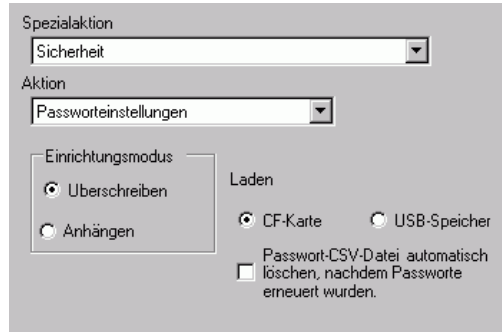 Spezialaktion
Sicherheit
Aktion
Passworteinstellungen
Einrichtungsmodus
Überschreiben
Anhängen
Laden
CF-Karte
USB-Speicher
Passwort-CSV-Datei automatisch
löschen, nachdem Passworte
erneuert wurden.